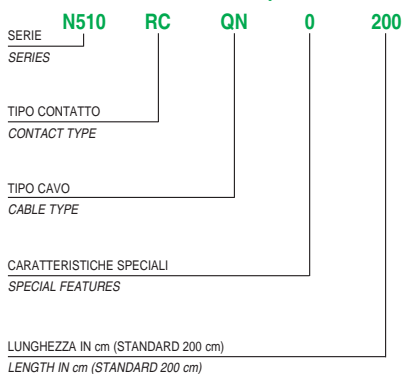 N510 RC QN 0 200
SERIE
SERIES
TIPO CONTATTO
CONTACT TYPE
TIPO CAVO
CABLE TYPE
CARATTERISTICHE SPECIALI
SPECIAL FEATURES
LUNGHEZZA IN cm (STANDARD 200 cm)
LENGTH IN cm (STANDARD 200 cm)